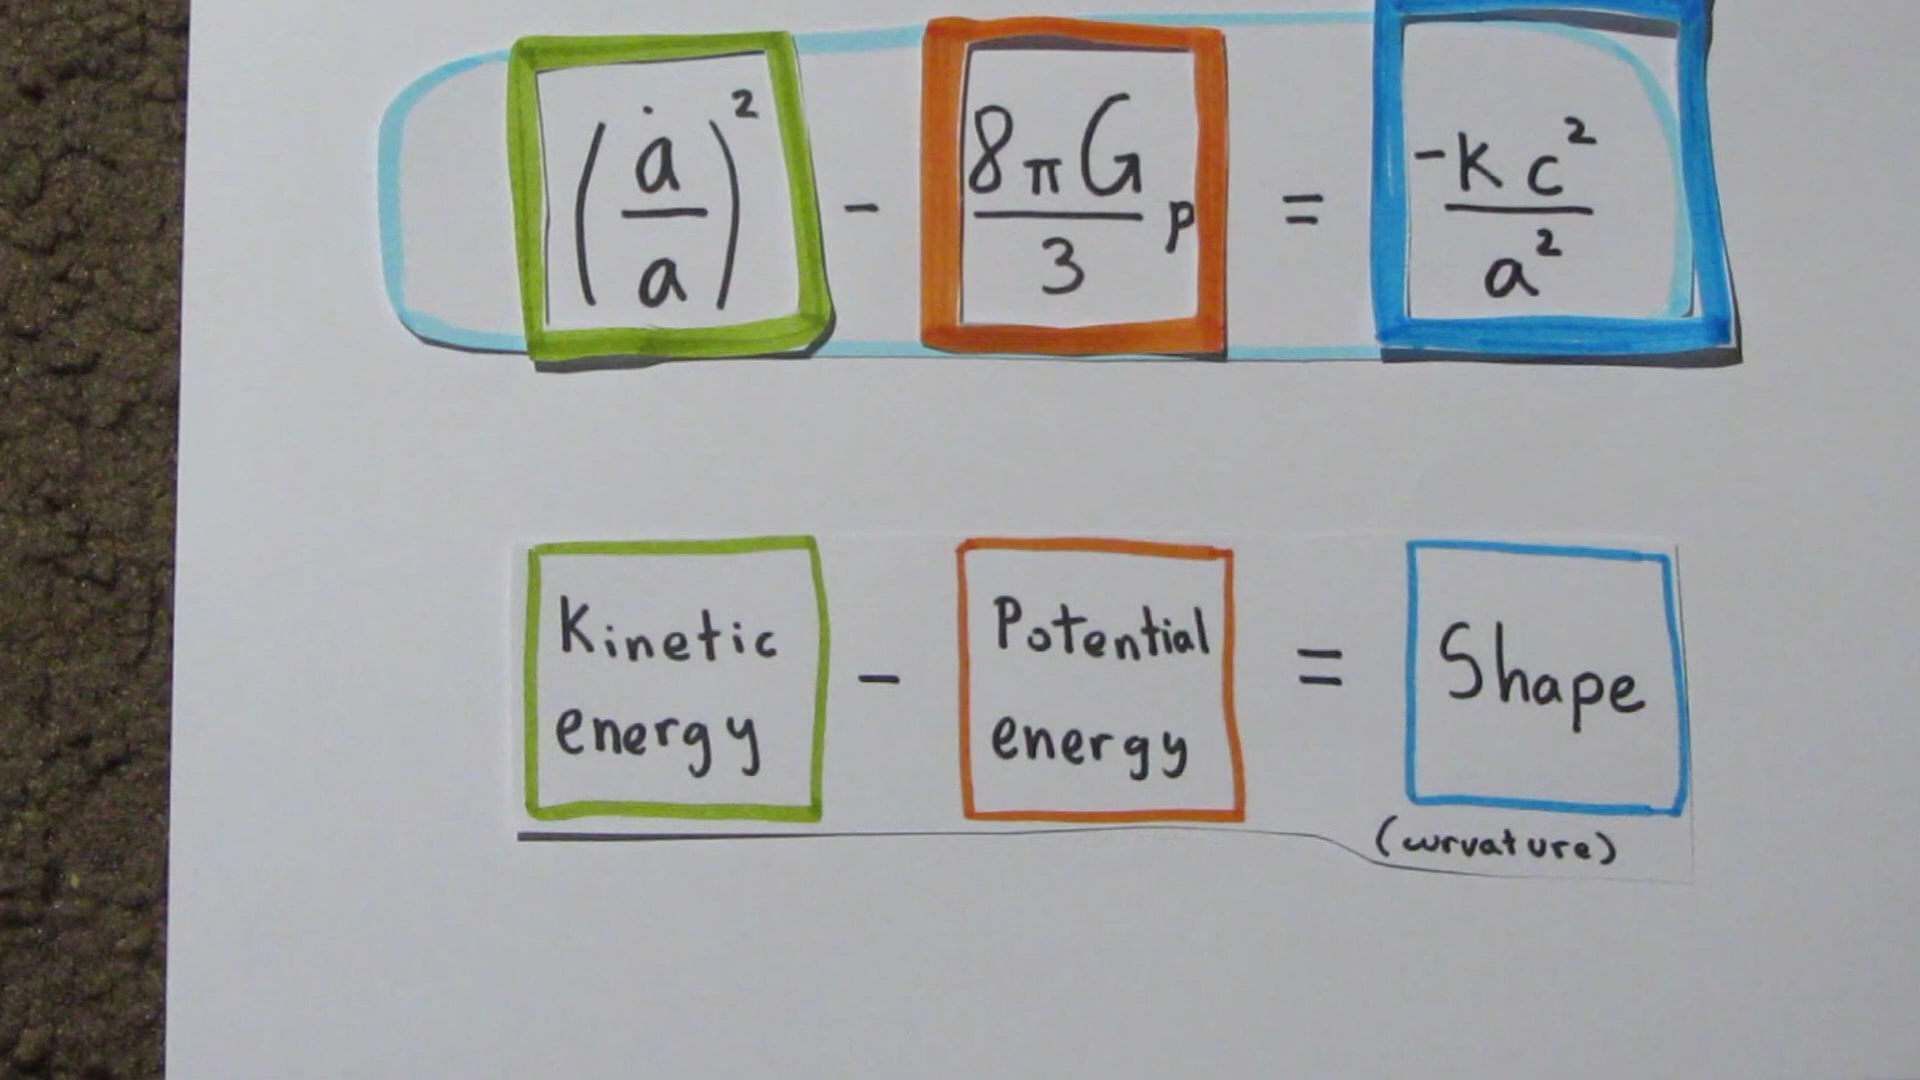 (ȧ/a)² - 8πG/3 ρ = -kc²/a²
Kinetic energy - Potential energy = Shape
(curvature)